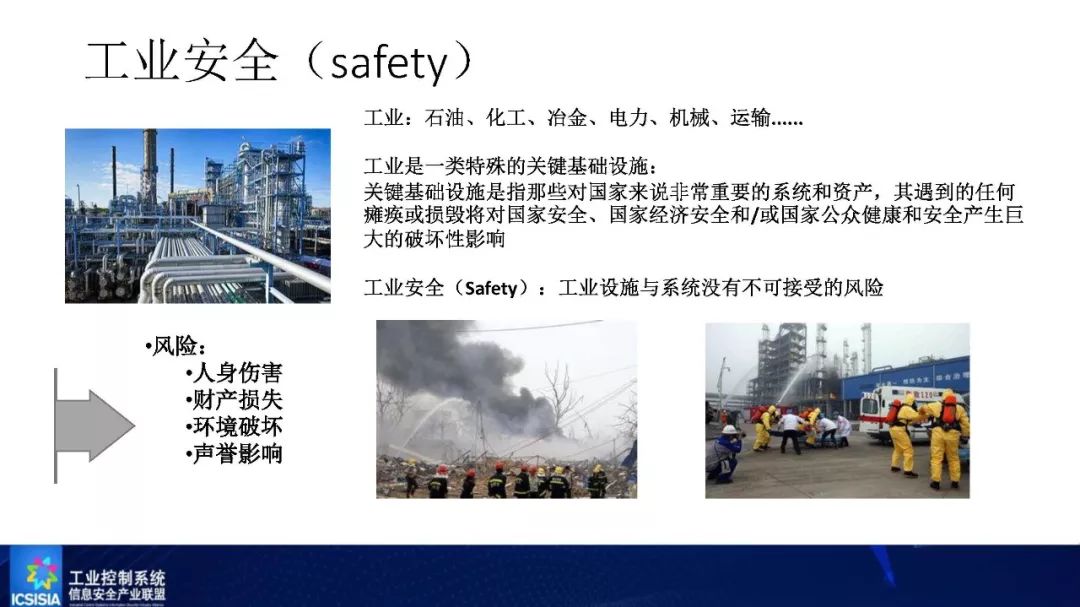 工业安全（safety）
工业：石油、化工、冶金、电力、机械、运输......
工业是一类特殊的关键基础设施：
关键基础设施是指那些对国家来说非常重要的系统和资产，其遇到的任何
瘫痪或损毁将对国家安全、国家经济安全和/或国家公众健康和安全产生巨
大的破坏性影响
工业安全（Safety）：工业设施与系统没有不可接受的风险
•风险：
•人身伤害
•财产损失
•环境破坏
•声誉影响
120
ICSISIA
工业控制系统
信息安全产业联盟